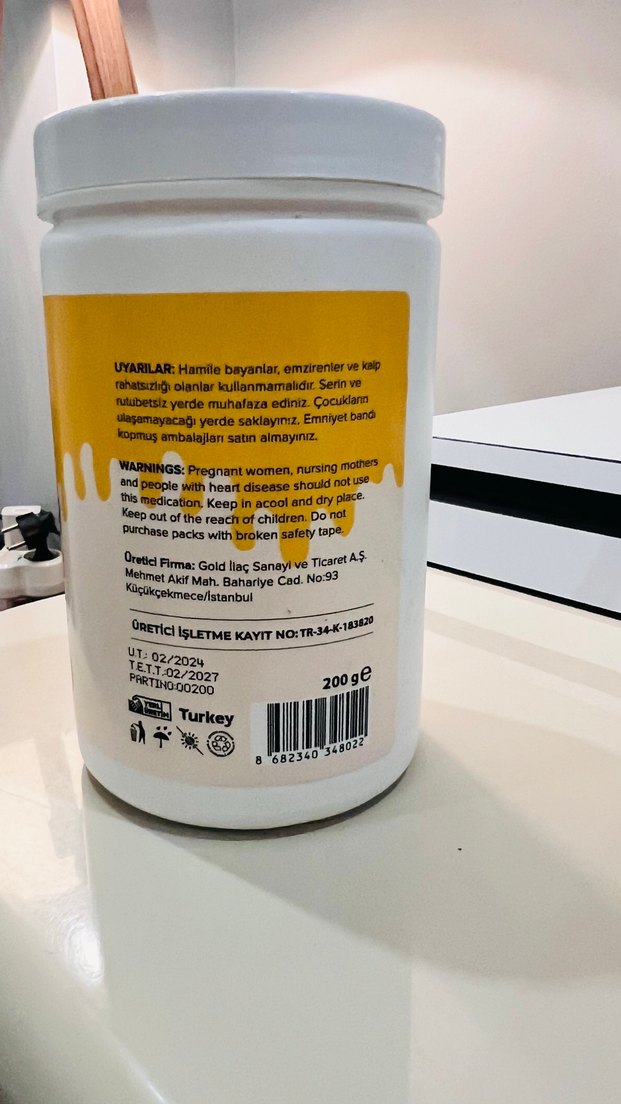 UYARILAR: Hamile bayanlar, emzirenler ve kalp
rahatsızlığı olanlar kullanmamalıdır. Serin ve
rutubetsiz yerde muhafaza ediniz. Çocukların
ulaşamayacağı yerde saklayınız. Emniyet bandı
kopmuş ambalajları satın almayınız.
WARNINGS: Pregnant women, nursing mothers
and people with heart disease should not use
this medication. Keep in acool and dry place.
Keep out of the reach of children. Do not
purchase packs with broken safety tape.
Üretici Firma: Gold İlaç Sanayi ve Ticaret A.Ş.
Mehmet Akif Mah. Bahariye Cad. No:93
Küçükçekmece/İstanbul
ÜRETİCİ İŞLETME KAYIT NO: TR-34-K-183820
U.T.: 02/2024
T.E.T.T.:02/2027
PARTINO:00200
200 g e
YERLİ
ÜRETİM
Turkey
8 682340 348022